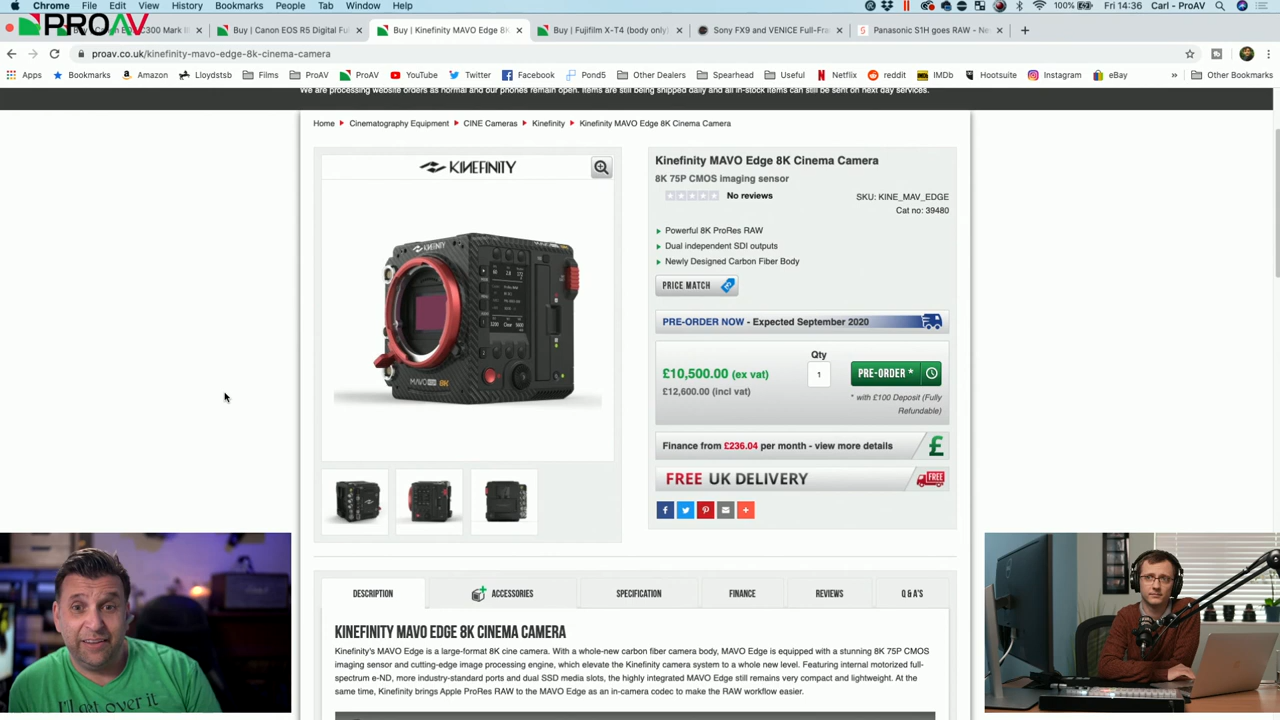 Chrome File Edit View History Bookmarks People Tab Window Help
100% Fri 14:36 Carl - ProAV
PROAV
Buy | Canon EOS R5 Digital Full
Buy | Kinefinity MAVO Edge 8K
Buy | Fujifilm X-T4 (body only)
Sony FX9 and VENICE Full-Fra
Panasonic S1H goes RAW - Ne
proav.co.uk/kinefinity-mavo-edge-8k-cinema-camera
Apps Bookmarks Amazon Lloydstsb Films ProAV ProAV YouTube Twitter Facebook Pond5 Other Dealers Spearhead Useful Netflix reddit IMDb Hootsuite Instagram eBay » Other Bookmarks
We are processing website orders as normal and our phones remain open. Items are still being shipped daily and all in-stock items can still be sent on next day services.
Home Cinematography Equipment CINE Cameras Kinefinity Kinefinity MAVO Edge 8K Cinema Camera
KINEFINITY
Kinefinity MAVO Edge 8K Cinema Camera
8K 75P CMOS imaging sensor
No reviews
SKU: KINE_MAV_EDGE
Cat no: 39480
Powerful 8K ProRes RAW
Dual independent SDI outputs
Newly Designed Carbon Fiber Body
PRICE MATCH
PRE-ORDER NOW - Expected September 2020
Qty
£10,500.00 (ex vat)
£12,600.00 (incl vat)
1
PRE-ORDER *
* with £100 Deposit (Fully
Refundable)
Finance from £236.04 per month - view more details
£
FREE UK DELIVERY
FREE
DESCRIPTION ACCESSORIES SPECIFICATION FINANCE REVIEWS Q & A'S
KINEFINITY MAVO EDGE 8K CINEMA CAMERA
Kinefinity's MAVO Edge is a large-format 8K cine camera. With a whole-new carbon fiber camera body, MAVO Edge is equipped with a stunning 8K 75P CMOS
imaging sensor and cutting-edge image processing engine, which elevate the Kinefinity camera system to a whole new level. Featuring internal motorized full-
spectrum e-ND, more industry-standard ports and dual SSD media slots, the highly integrated MAVO Edge still remains very compact and lightweight. At the
same time, Kinefinity brings Apple ProRes RAW to the MAVO Edge as an in-camera codec to make the RAW workflow easier.
I'll get over it